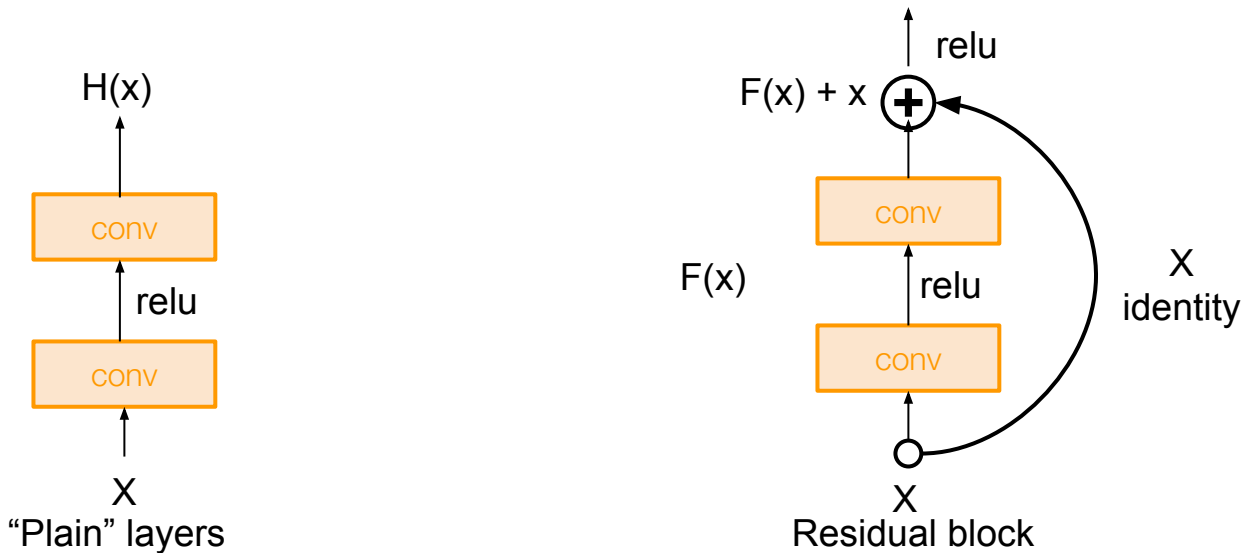 H(x)
conv
relu
conv
X
“Plain” layers
relu
F(x) + x
conv
F(x)
relu
X
identity
conv
X
Residual block